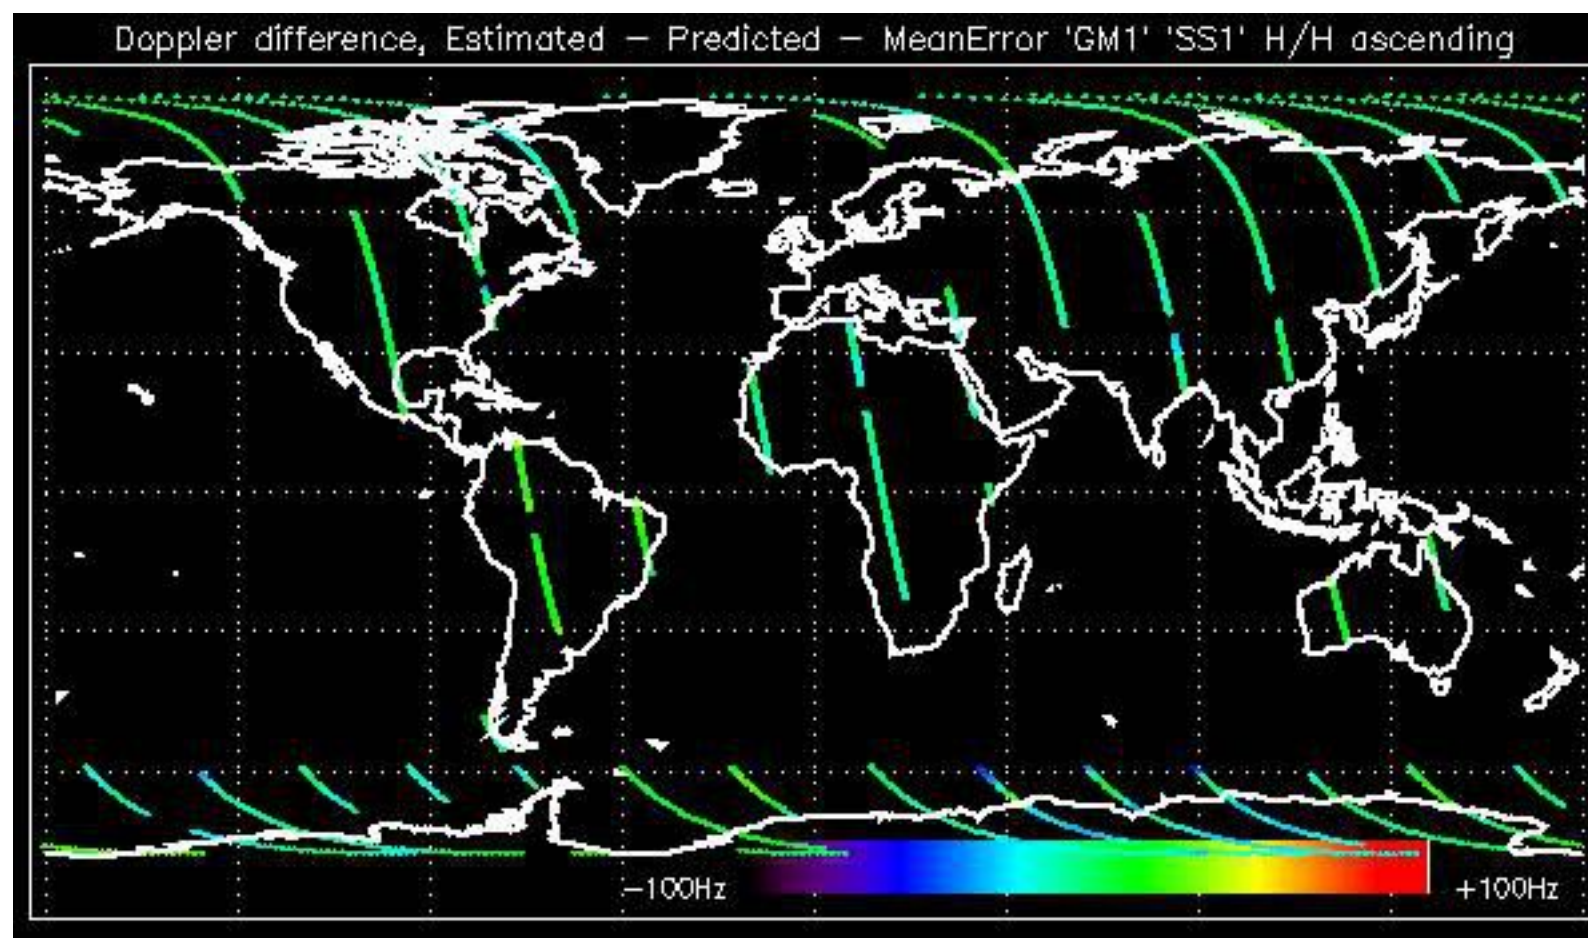 Doppler difference, Estimated – Predicted – MeanError 'GM1' 'SS1' H/H ascending
-100Hz
+100Hz